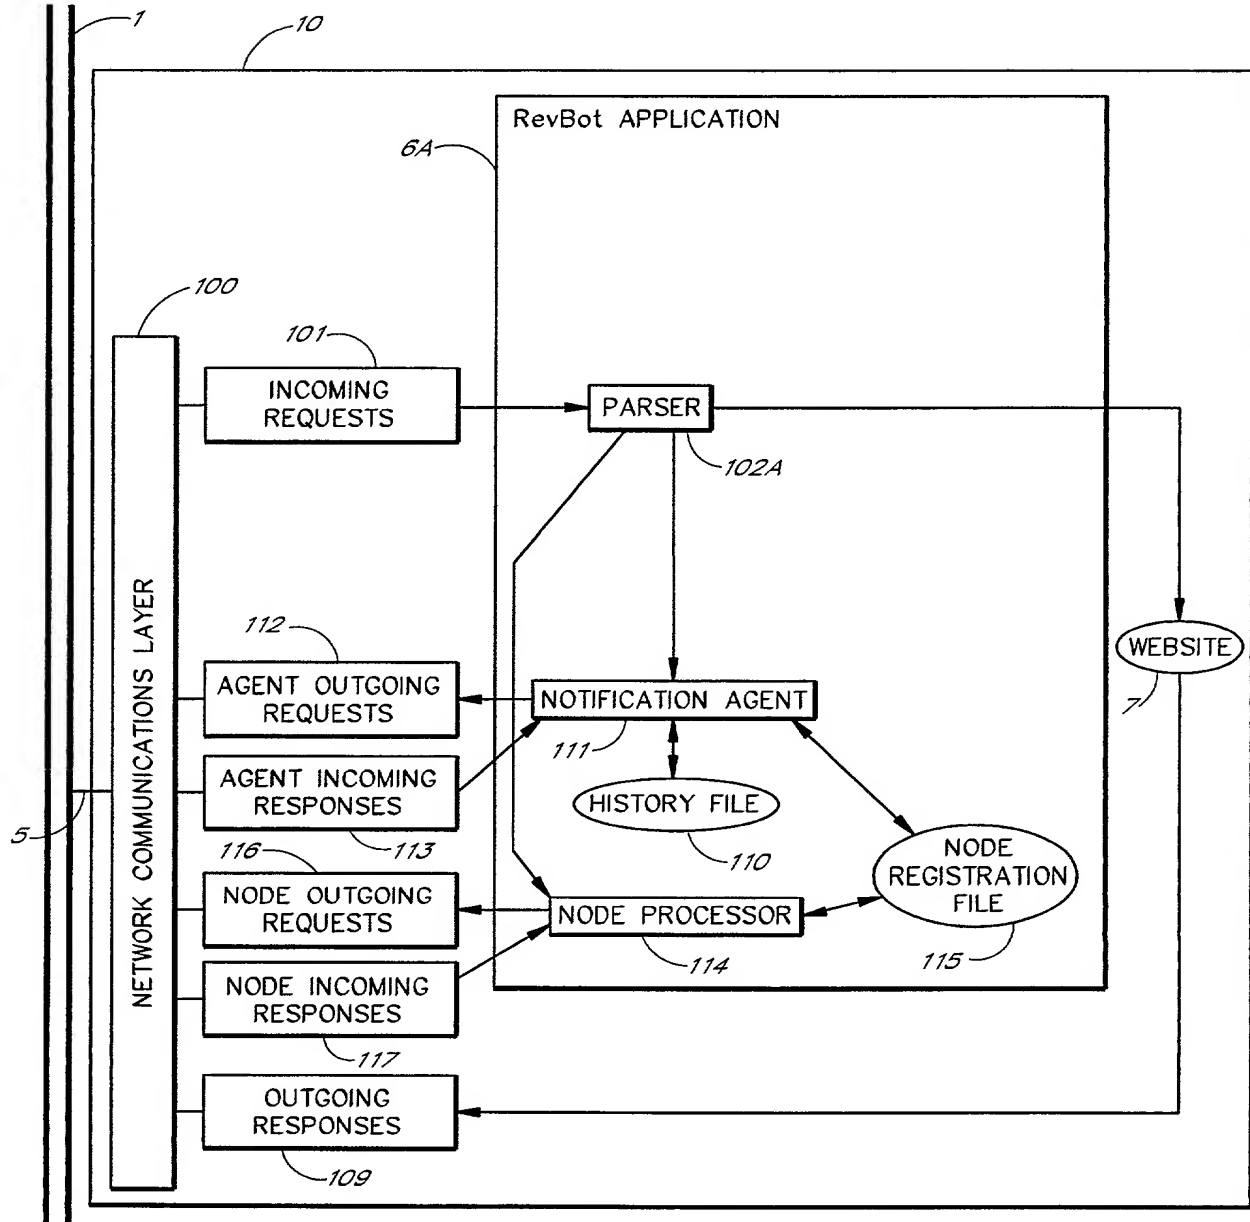 1
10
RevBot APPLICATION
6A
100
101
INCOMING
REQUESTS
PARSER
102A
112
AGENT OUTGOING
REQUESTS
NOTIFICATION AGENT
111
WEBSITE
7
AGENT INCOMING
RESPONSES
113
HISTORY FILE
110
5
NETWORK COMMUNICATIONS LAYER
116
NODE OUTGOING
REQUESTS
NODE PROCESSOR
114
NODE
REGISTRATION
FILE
115
NODE INCOMING
RESPONSES
117
OUTGOING
RESPONSES
109